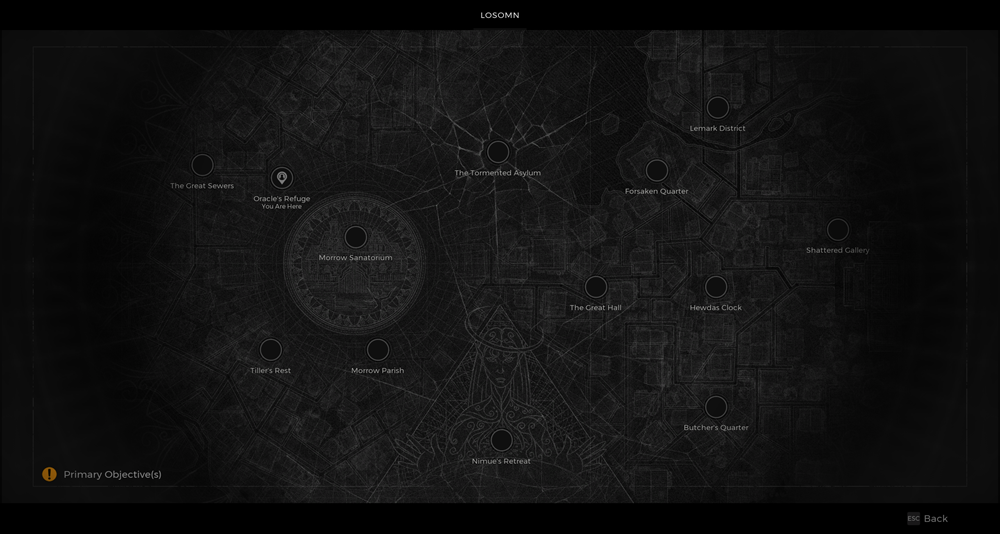 LOSOMN
Lemark District
The Tormented Asylum
The Great Sewers
Forsaken Quarter
Oracle's Refuge
You Are Here
Shattered Gallery
Morrow Sanatorium
The Great Hall
Hewdas Clock
Tiller's Rest
Morrow Parish
Butcher's Quarter
Nimue's Retreat
! Primary Objective(s)
ESC Back